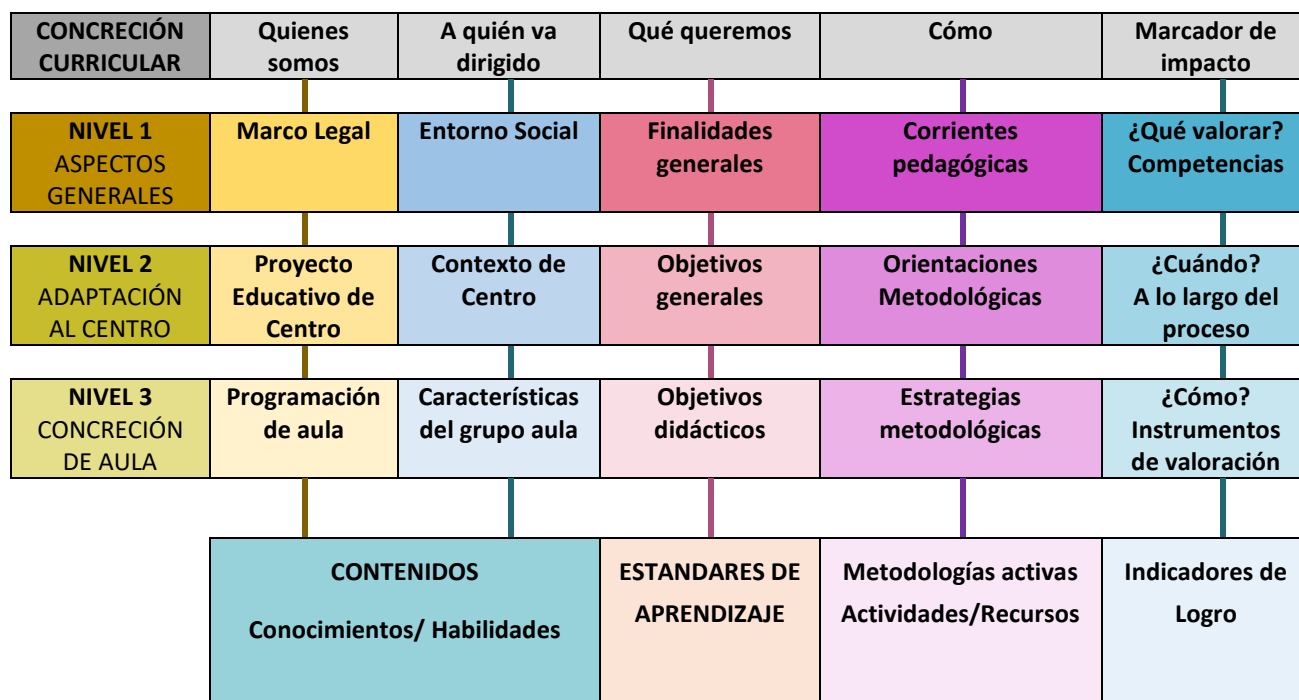 CONCRECIÓN
CURRICULAR
Quienes
somos
A quién va
dirigido
Qué queremos
Cómo
Marcador de
impacto
NIVEL 1
ASPECTOS
GENERALES
Marco Legal
Entorno Social
Finalidades
generales
Corrientes
pedagógicas
¿Qué valorar?
Competencias
NIVEL 2
ADAPTACIÓN
AL CENTRO
Proyecto
Educativo de
Centro
Contexto de
Centro
Objetivos
generales
Orientaciones
Metodológicas
¿Cuándo?
A lo largo del
proceso
NIVEL 3
CONCRECIÓN
DE AULA
Programación
de aula
Características
del grupo aula
Objetivos
didácticos
Estrategias
metodológicas
¿Cómo?
Instrumentos
de valoración
CONTENIDOS
Conocimientos/ Habilidades
ESTANDARES DE
APRENDIZAJE
Metodologías activas
Actividades/Recursos
Indicadores de
Logro